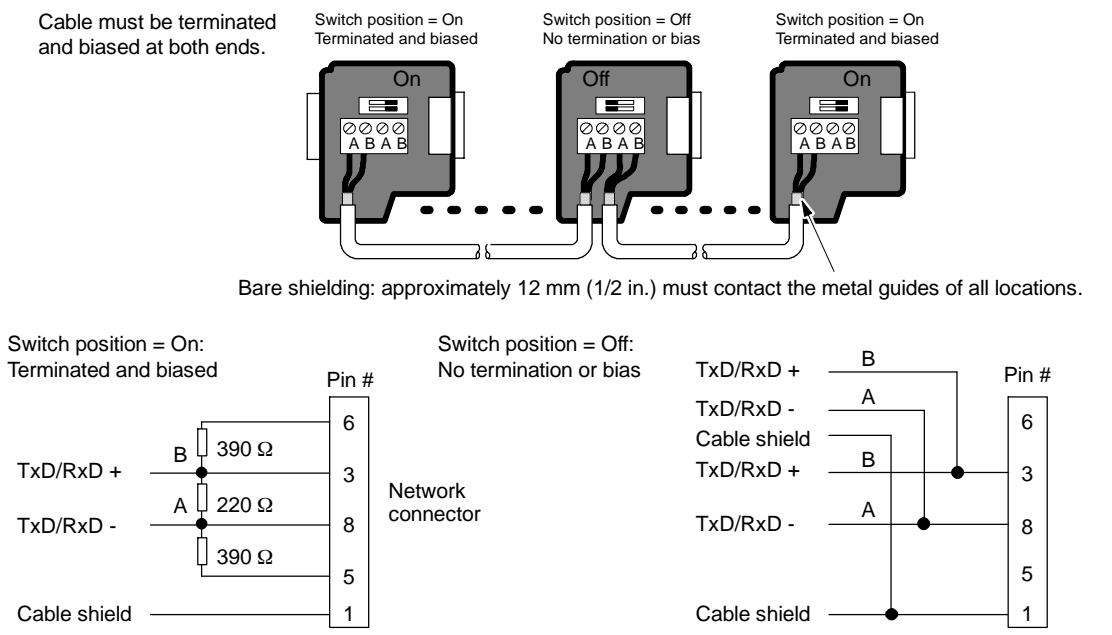 Cable must be terminated
and biased at both ends.
Switch position = On
Terminated and biased
Switch position = Off
No termination or bias
Switch position = On
Terminated and biased
On
Off
On
A B A B
A B A B
A B A B
Bare shielding: approximately 12 mm (1/2 in.) must contact the metal guides of all locations.
Switch position = On:
Terminated and biased
Pin #
6
390 Ω
B
TxD/RxD +
3
A
220 Ω
TxD/RxD -
8
390 Ω
5
Cable shield
1
Network
connector
Switch position = Off:
No termination or bias
Pin #
TxD/RxD +
B
6
TxD/RxD -
A
Cable shield
TxD/RxD +
B
3
TxD/RxD -
A
8
5
Cable shield
1